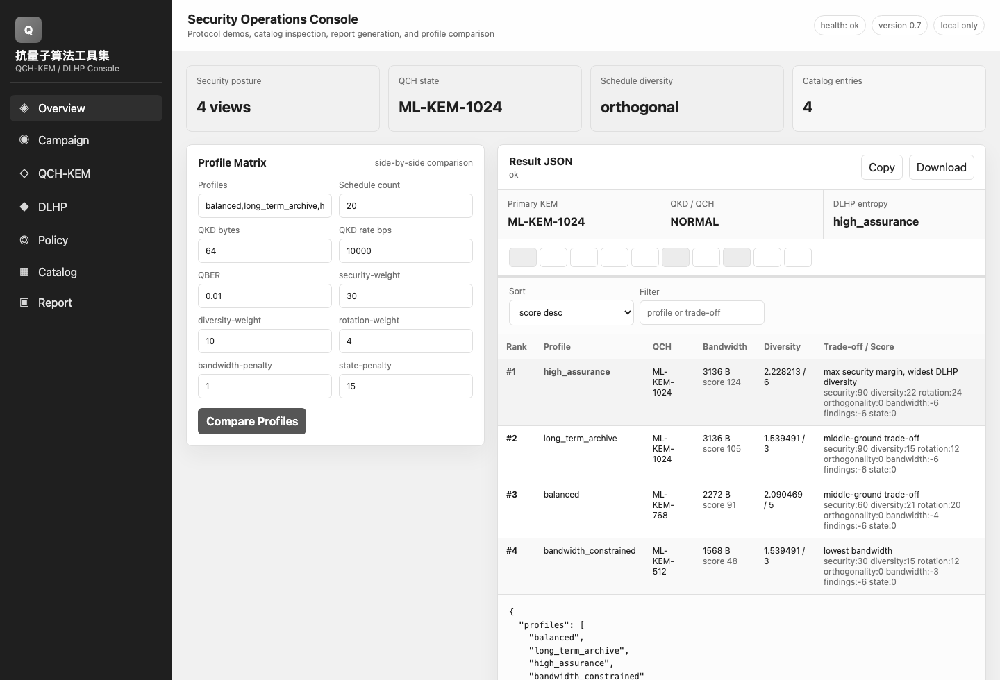 Q
抗量子算法工具集
QCH-KEM / DLHP Console
Overview
Campaign
QCH-KEM
DLHP
Policy
Catalog
Report
Security Operations Console
Protocol demos, catalog inspection, report generation, and profile comparison
health: ok
version 0.7
local only
Security posture
4 views
QCH state
ML-KEM-1024
Schedule diversity
orthogonal
Catalog entries
4
Profile Matrix
side-by-side comparison
Profiles
balanced,long_term_archive,h
Schedule count
20
QKD bytes
64
QKD rate bps
10000
QBER
0.01
security-weight
30
diversity-weight
10
rotation-weight
4
bandwidth-penalty
1
state-penalty
15
Compare Profiles
Result JSON
ok
Copy
Download
Primary KEM
ML-KEM-1024
QKD / QCH
NORMAL
DLHP entropy
high_assurance
Sort
score desc
Filter
profile or trade-off
Rank Profile QCH Bandwidth Diversity Trade-off / Score
#1
high_assurance
ML-
KEM-
1024
3136 B
score 124
2.228213 /
6
max security margin, widest DLHP
diversity
security:90 diversity:22 rotation:24
orthogonality:0 bandwidth:-6
findings:-6 state:0
#2
long_term_archive
ML-
KEM-
1024
3136 B
score 105
1.539491 /
3
middle-ground trade-off
security:90 diversity:15 rotation:12
orthogonality:0 bandwidth:-6
findings:-6 state:0
#3
balanced
ML-
KEM-
768
2272 B
score 91
2.090469
/ 5
middle-ground trade-off
security:60 diversity:21 rotation:20
orthogonality:0 bandwidth:-4
findings:-6 state:0
#4
bandwidth_constrained
ML-
KEM-
512
1568 B
score 48
1.539491 /
3
lowest bandwidth
security:30 diversity:15 rotation:12
orthogonality:0 bandwidth:-3
findings:-6 state:0
{
"profiles": [
"balanced",
"long_term_archive",
"high_assurance",
"bandwidth constrained"